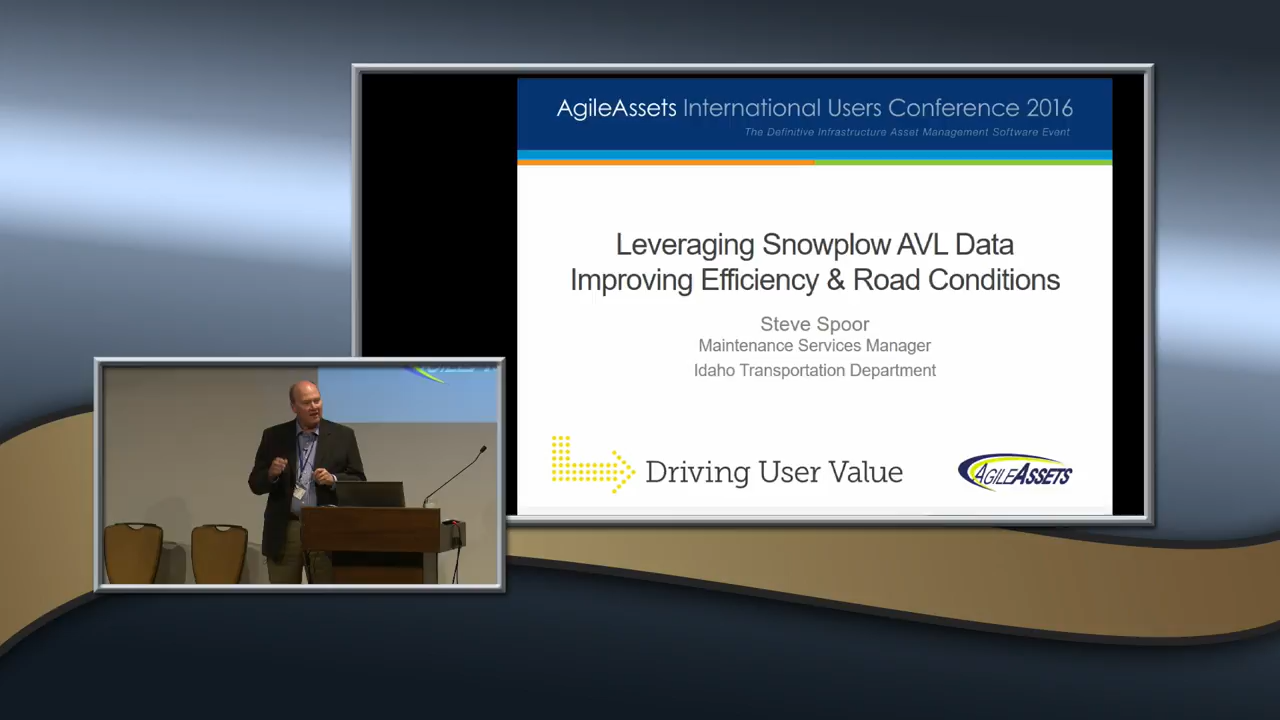 AgileAssets International Users Conference 2016
The Definitive Infrastructure Asset Management Software Event
Leveraging Snowplow AVL Data
Improving Efficiency & Road Conditions
Steve Spoor
Maintenance Services Manager
Idaho Transportation Department
Driving User Value
AGILEASSETS